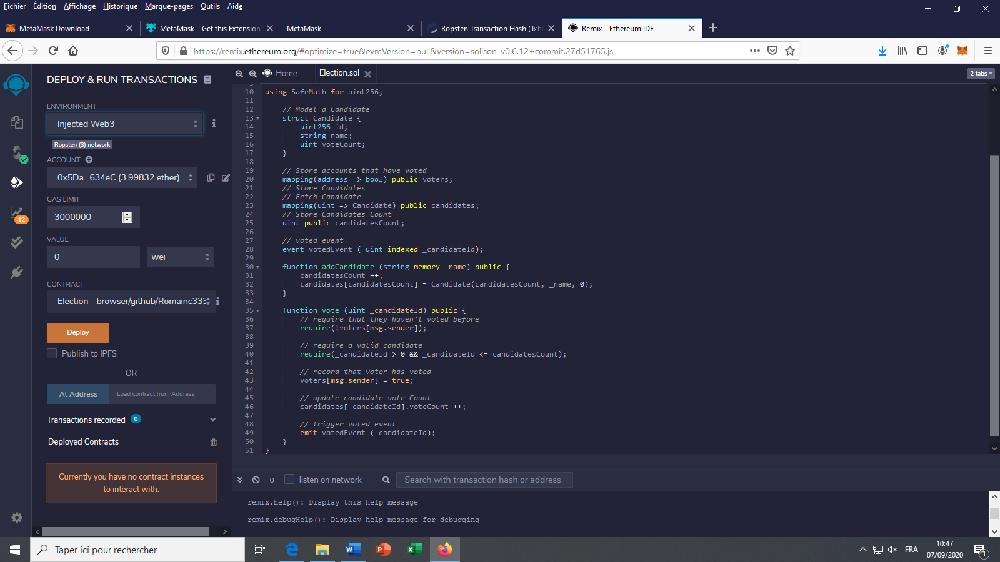 Fichier Édition Affichage Historique Marque-pages Outils Aide
MetaMask Download
MetaMask – Get this Extension
MetaMask
Ropsten Transaction Hash (Txha
Remix - Ethereum IDE
https://remix.ethereum.org/#optimize=true&evmVersion=null&version=soljson-v0.6.12+commit.27d51765.js
DEPLOY & RUN TRANSACTIONS
ENVIRONMENT
Injected Web3
Ropsten (3) network
ACCOUNT
0x5Da...634eC (3.99832 ether)
GAS LIMIT
3000000
VALUE
0
wei
CONTRACT
Election - browser/github/Romainc333
Deploy
Publish to IPFS
OR
At Address
Load contract from Address
Transactions recorded 0
Deployed Contracts
Currently you have no contract instances
to interact with.
12
Home
Election.sol
2 tabs
10 using SafeMath for uint256;
11
12 // Model a Candidate
13 struct Candidate {
14 uint256 id;
15 string name;
16 uint voteCount;
17 }
18
19 // Store accounts that have voted
20 mapping(address => bool) public voters;
21 // Store Candidates
22 // Fetch Candidate
23 mapping(uint => Candidate) public candidates;
24 // Store Candidates Count
25 uint public candidatesCount;
26
27 // voted event
28 event votedEvent ( uint indexed _candidateId);
29
30 function addCandidate (string memory _name) public {
31 candidatesCount ++;
32 candidates[candidatesCount] = Candidate(candidatesCount, _name, 0);
33 }
34
35 function vote (uint _candidateId) public {
36 // require that they haven't voted before
37 require(!voters[msg.sender]);
38
39 // require a valid candidate
40 require(_candidateId > 0 && _candidateId <= candidatesCount);
41
42 // record that voter has voted
43 voters[msg.sender] = true;
44
45 // update candidate vote Count
46 candidates[_candidateId].voteCount ++;
47
48 // trigger voted event
49 emit votedEvent (_candidateId);
50 }
51 }
0
listen on network
Search with transaction hash or address
remix.help(): Display this help message
remix.debugHelp(): Display help message for debugging
Taper ici pour rechercher
FRA
10:47
07/09/2020
1